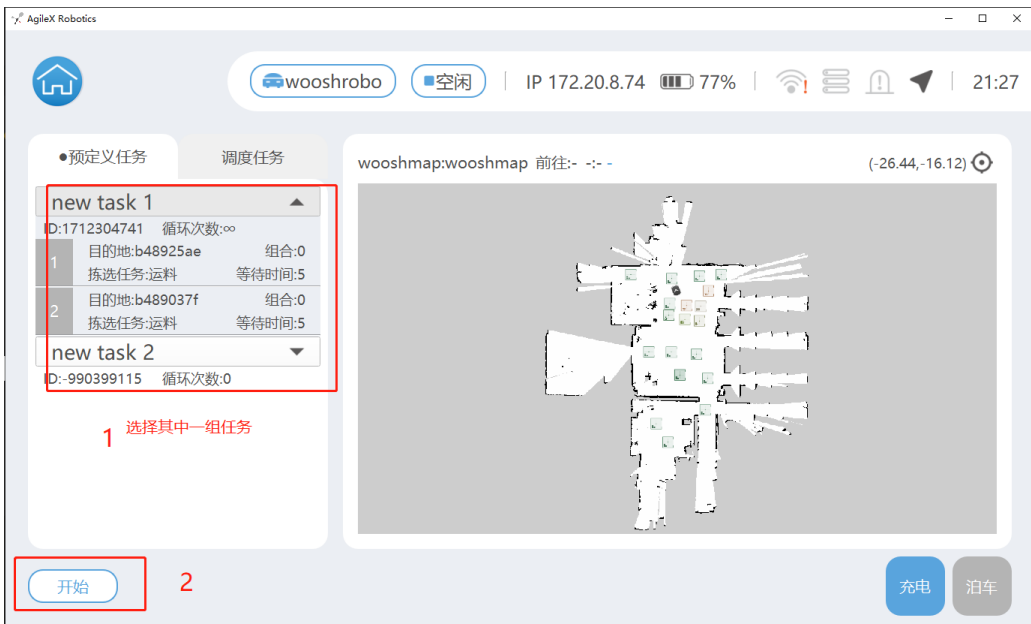 AgileX Robotics
wooshrobo 空闲 IP 172.20.8.74 77% 21:27
●预定义任务 调度任务
wooshmap:wooshmap 前往:- -:- - (-26.44,-16.12)
new task 1
ID:1712304741 循环次数:∞
1 目的地:b48925ae 组合:0
拣选任务:运料 等待时间:5
2 目的地:b489037f 组合:0
拣选任务:运料 等待时间:5
new task 2
ID:-990399115 循环次数:0
1 选择其中一组任务
开始 2
充电 泊车